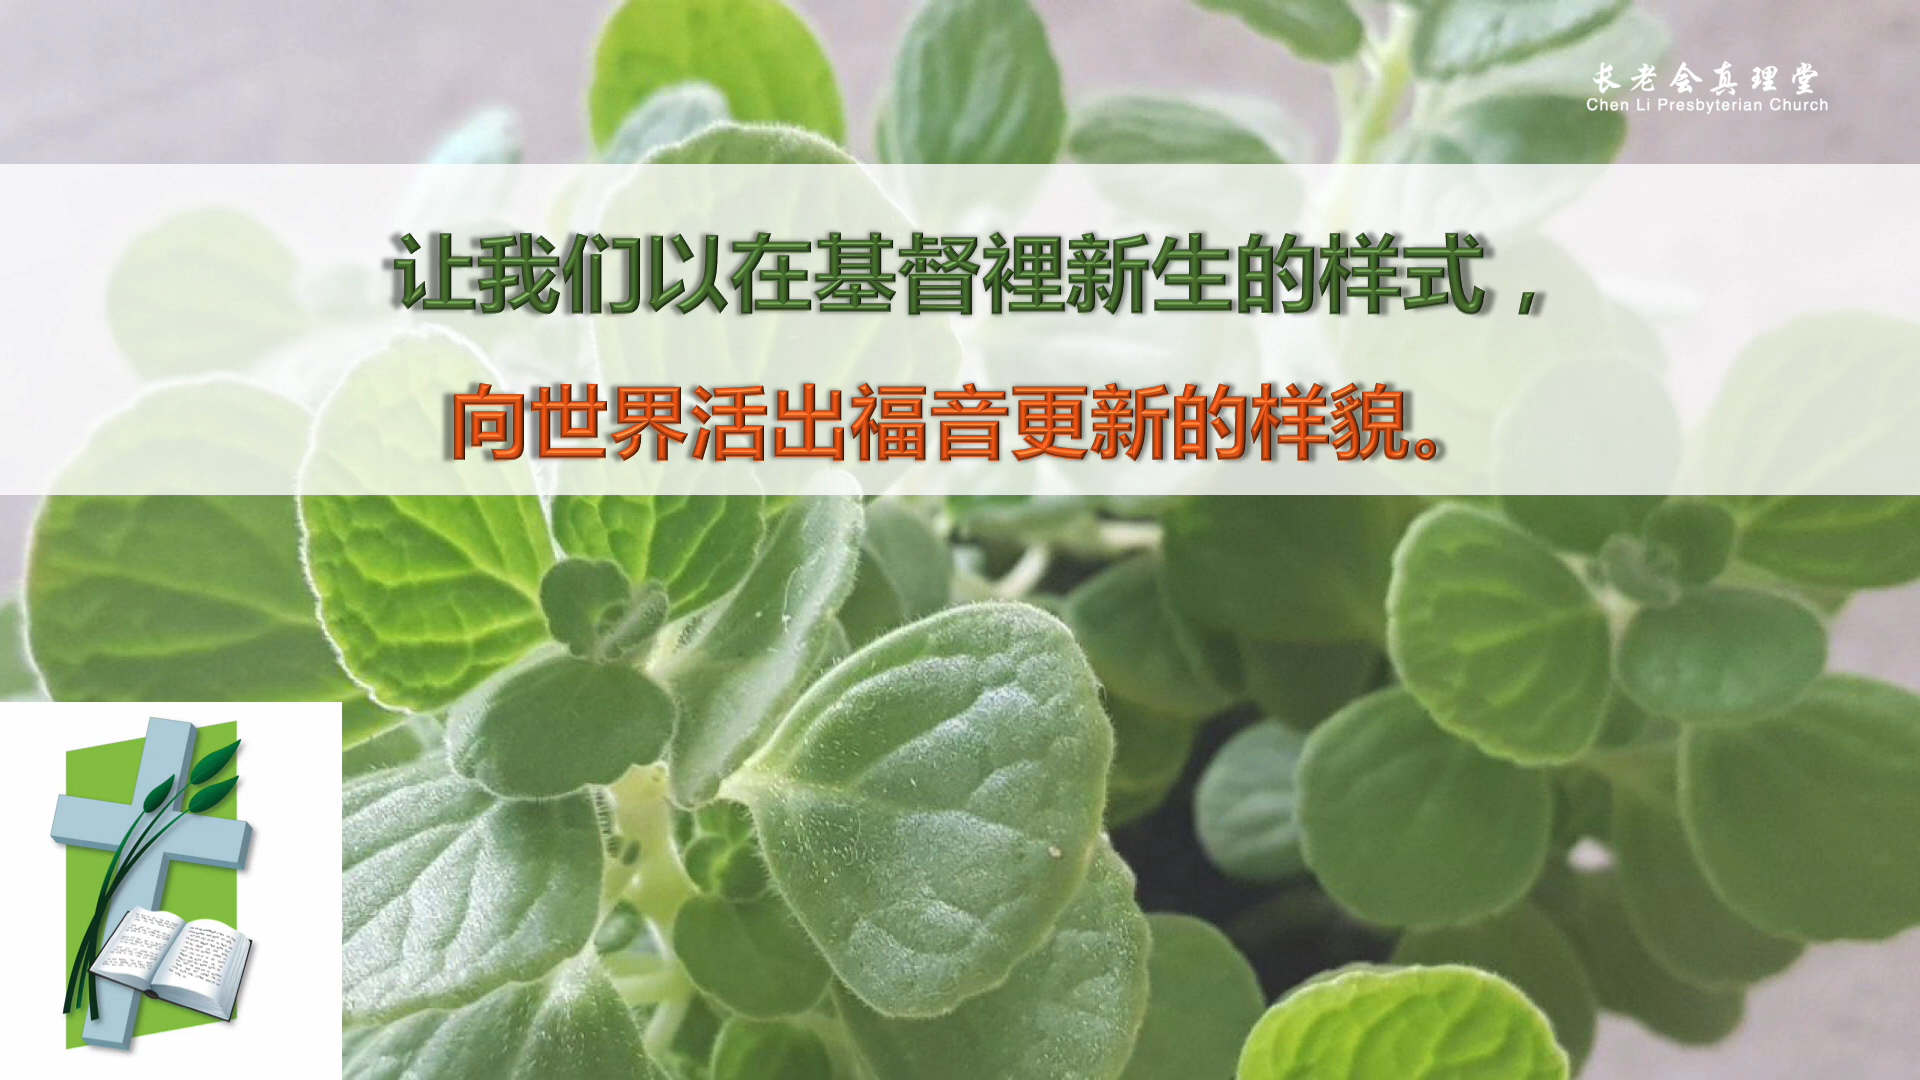 长老会真理堂
Chen Li Presbyterian Church
让我们以在基督裡新生的样式，
向世界活出福音更新的样貌。